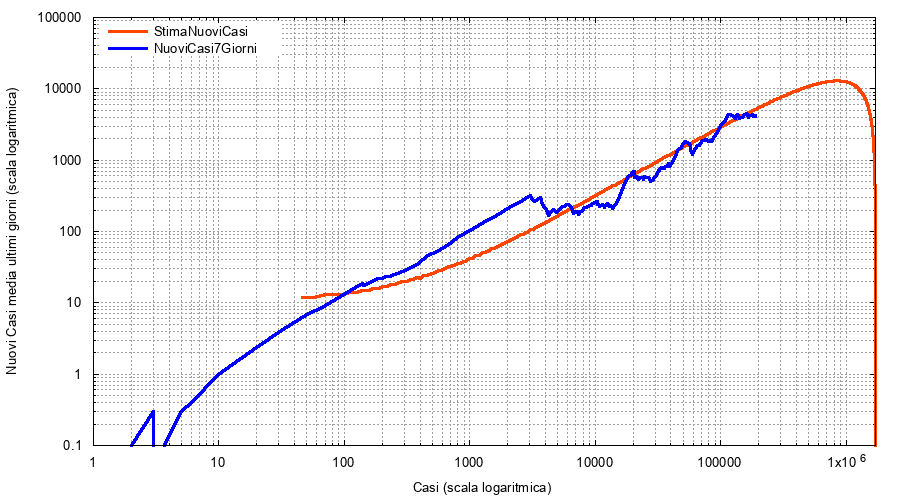 100000
10000
1000
100
10
1
0.1
StimaNuoviCasi
NuoviCasi7Giorni
Nuovi Casi media ultimi giorni (scala logaritmica)
1 10 100 1000 10000 100000 1x10 6
Casi (scala logaritmica)